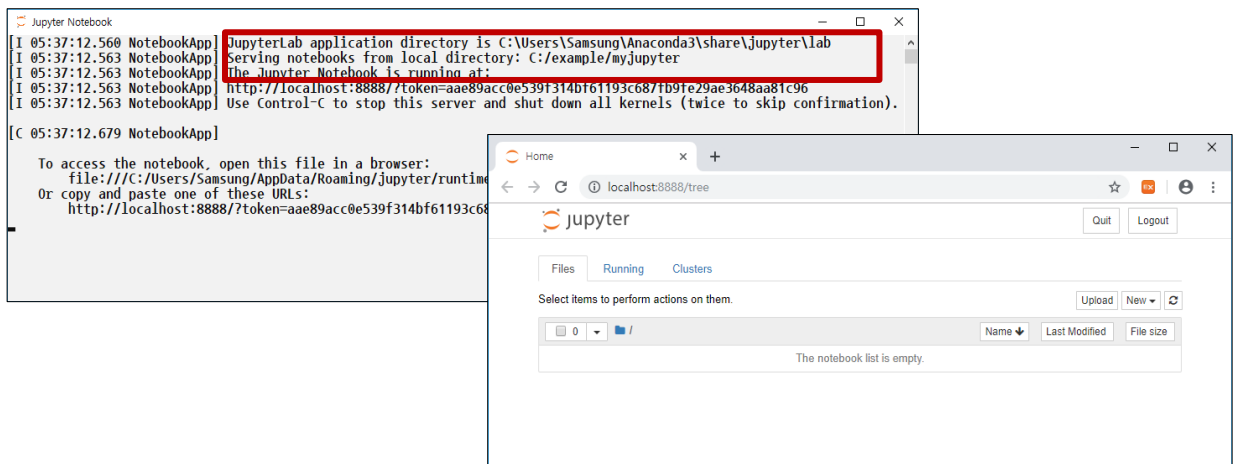 Jupyter Notebook
[I 05:37:12.560 NotebookApp] JupyterLab application directory is C:\Users\Samsung\Anaconda3\share\jupyter\lab
[I 05:37:12.563 NotebookApp] Serving notebooks from local directory: C:/example/myjupyter
[I 05:37:12.563 NotebookApp] The Jupyter Notebook is running at:
[I 05:37:12.563 NotebookApp] http://localhost:8888/?token=aae89acc0e539f314bf61193c687fb9fe29ae3648aa81c96
[I 05:37:12.563 NotebookApp] Use Control-C to stop this server and shut down all kernels (twice to skip confirmation).
[C 05:37:12.679 NotebookApp]
To access the notebook, open this file in a browser:
file:///C:/Users/Samsung/AppData/Roaming/jupyter/runtime
Or copy and paste one of these URLs:
http://localhost:8888/?token=aae89acc0e539f314bf61193c68
Home
localhost:8888/tree
jupyter
Quit Logout
Files Running Clusters
Select items to perform actions on them.
Upload New
0 /
Name Last Modified File size
The notebook list is empty.